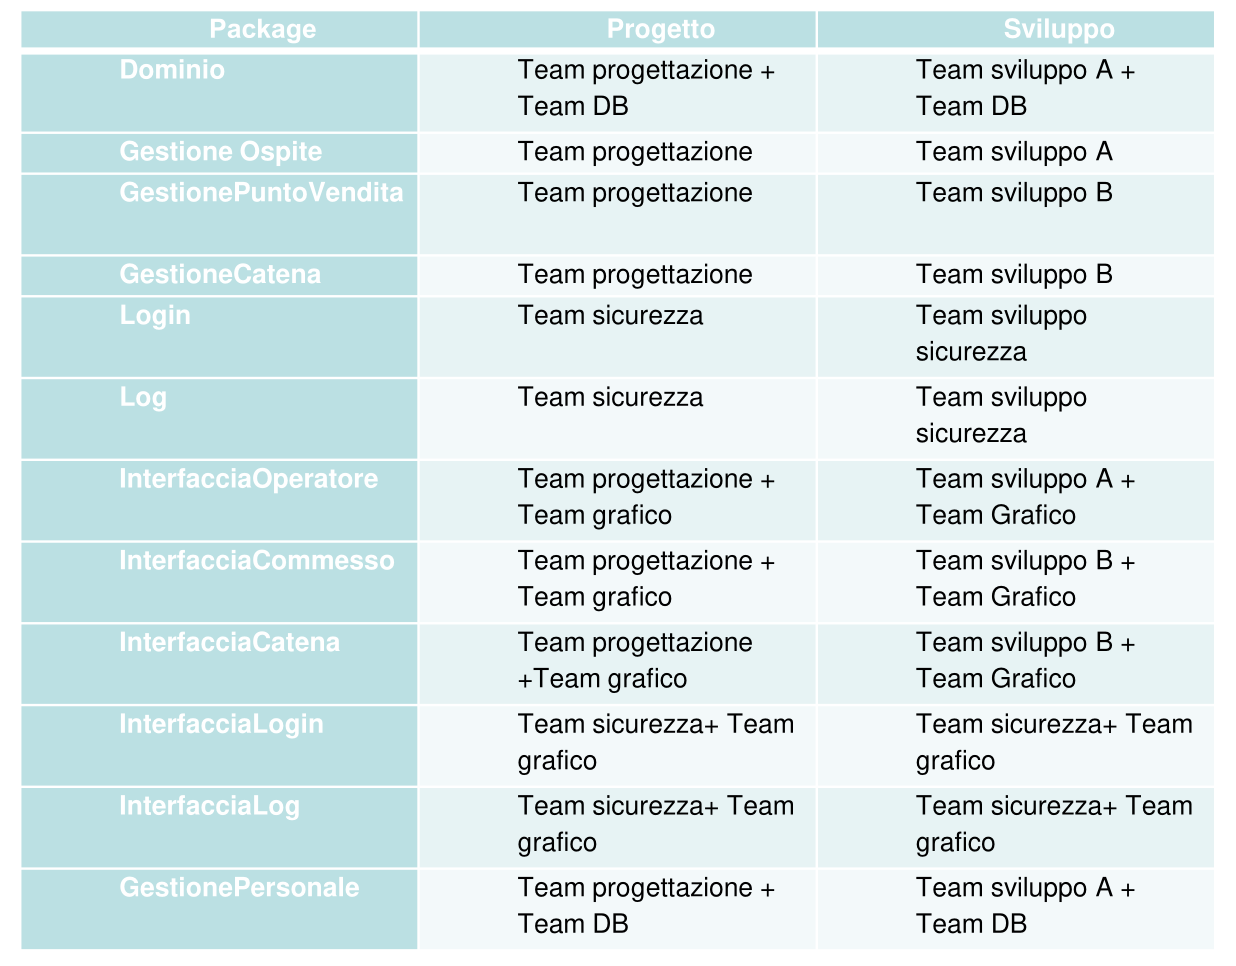 Package Progetto Sviluppo
Dominio Team progettazione + Team sviluppo A +
Team DB Team DB
Gestione Ospite Team progettazione Team sviluppo A
GestionePuntoVendita Team progettazione Team sviluppo B
GestioneCatena Team progettazione Team sviluppo B
Login Team sicurezza Team sviluppo
sicurezza
Log Team sicurezza Team sviluppo
sicurezza
InterfacciaOperatore Team progettazione + Team sviluppo A +
Team grafico Team Grafico
InterfacciaCommesso Team progettazione + Team sviluppo B +
Team grafico Team Grafico
InterfacciaCatena Team progettazione Team sviluppo B +
+Team grafico Team Grafico
InterfacciaLogin Team sicurezza+ Team Team sicurezza+ Team
grafico grafico
InterfacciaLog Team sicurezza+ Team Team sicurezza+ Team
grafico grafico
GestionePersonale Team progettazione + Team sviluppo A +
Team DB Team DB